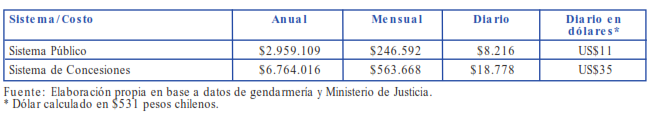 Sistema/Costo Anual Mensual Diario Diario en dólares*
Sistema Público $2.959.109 $246.592 $8.216 US$11
Sistema de Concesiones $6.764.016 $563.668 $18.778 US$35
Fuente: Elaboración propia en base a datos de gendarmería y Ministerio de Justicia.
* Dólar calculado en $531 pesos chilenos.